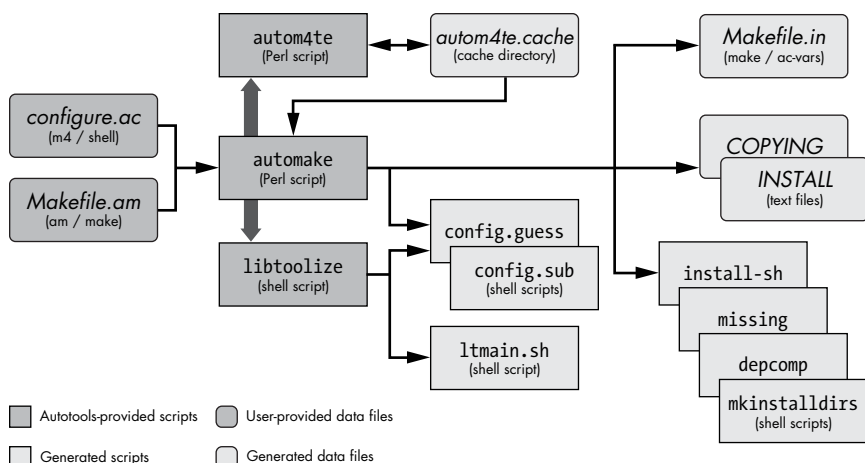 autom4te
(Perl script)
autom4te.cache
(cache directory)
Makefile.in
(make / ac-vars)
configure.ac
(m4 / shell)
automake
(Perl script)
COPYING
INSTALL
(text files)
Makefile.am
(am / make)
config.guess
config.sub
(shell scripts)
libtoolize
(shell script)
install-sh
missing
depcomp
mkinstalldirs
(shell scripts)
ltmain.sh
(shell script)
Autotools-provided scripts
User-provided data files
Generated scripts
Generated data files